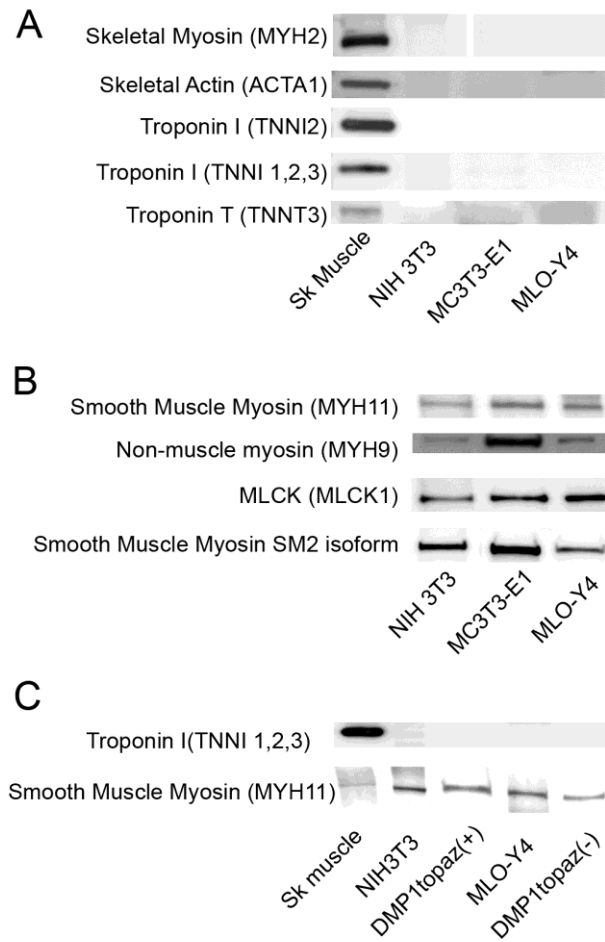 A
Skeletal Myosin (MYH2)
Skeletal Actin (ACTA1)
Troponin I (TNNI2)
Troponin I (TNNI 1,2,3)
Troponin T (TNNT3)
Sk Muscle
NIH 3T3
MC3T3-E1
MLO-Y4
B
Smooth Muscle Myosin (MYH11)
Non-muscle myosin (MYH9)
MLCK (MLCK1)
Smooth Muscle Myosin SM2 isoform
NIH 3T3
MC3T3-E1
MLO-Y4
C
Troponin I(TNNI 1,2,3)
Smooth Muscle Myosin (MYH11)
Sk muscle
NIH3T3
DMP1topaz(+)
MLO-Y4
DMP1topaz(-)